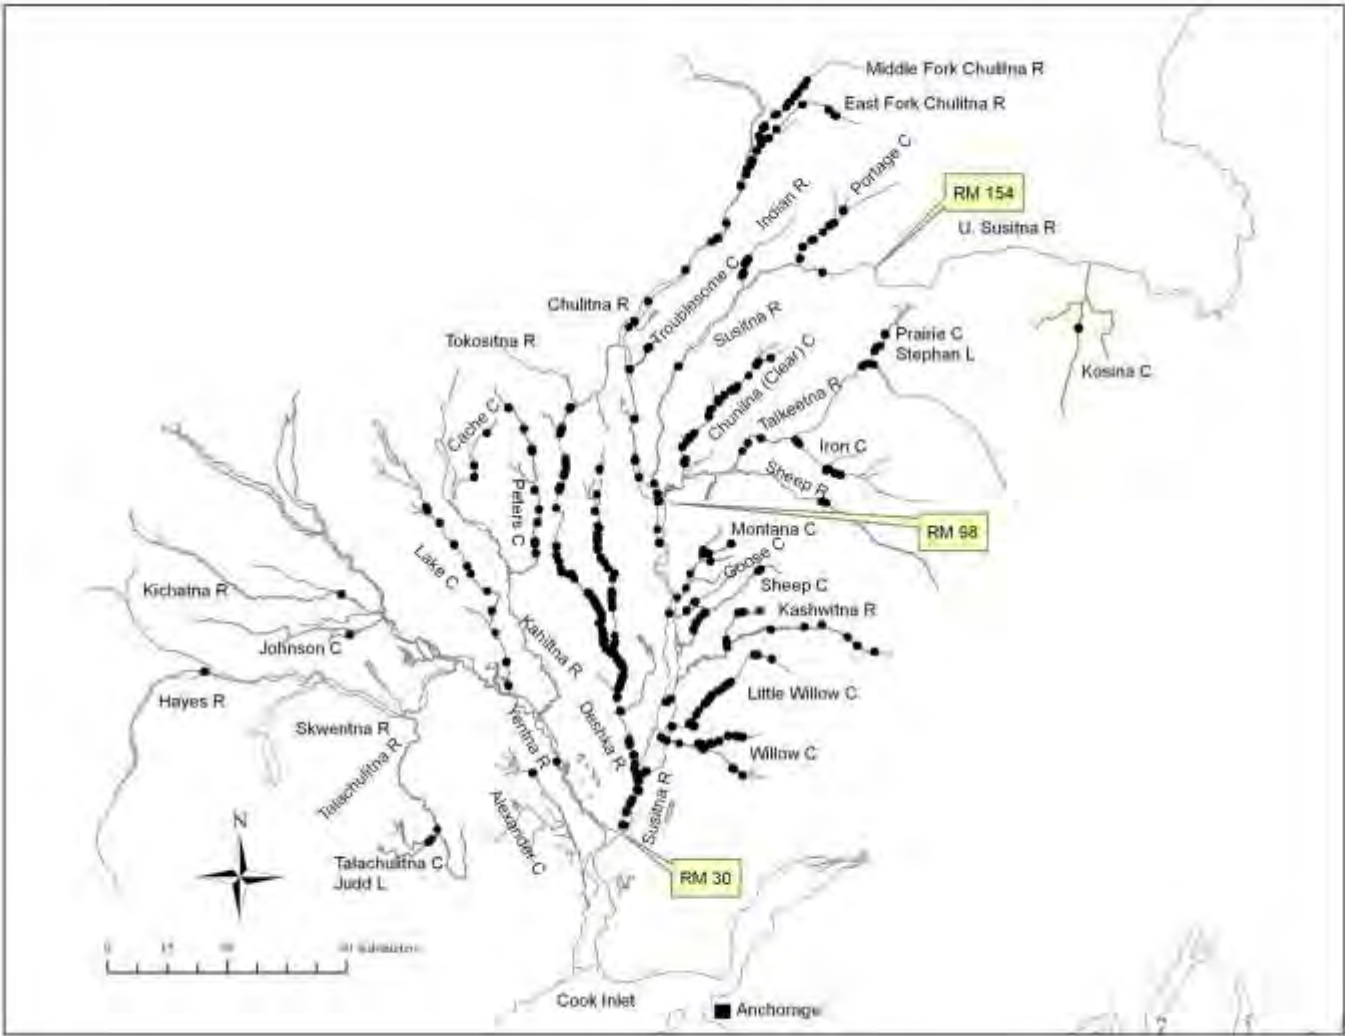 Middle Fork Chulitna R
East Fork Chulitna R
Portage C
RM 154
Indian R
U. Susitna R
Troublesome C
Chulitna R
Susitna R
Tokositna R
Prairie C
Stephan L
Chunilna (Clear) C
Kosina C
Talkeetna R
Cache C
Iron C
Sheep R
Peters C
RM 98
Montana C
Goose C
Lake C
Sheep C
Kichatna R
Kashwitna R
Kahiltna R
Johnson C
Little Willow C
Hayes R
Deshka R
Skwentna R
Yentna R
Willow C
Talachulitna R
Susitna R
Alexander C
N
Talachulitna C
Judd L
RM 30
0 15
Cook Inlet
Anchorage